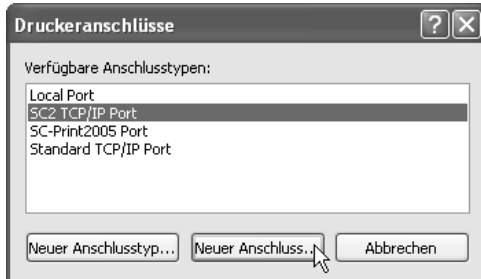 Druckeranschlüsse
Verfügbare Anschlusstypen:
Local Port
SC2 TCP/IP Port
SC-Print2005 Port
Standard TCP/IP Port
Neuer Anschlusstyp... Neuer Anschluss... Abbrechen